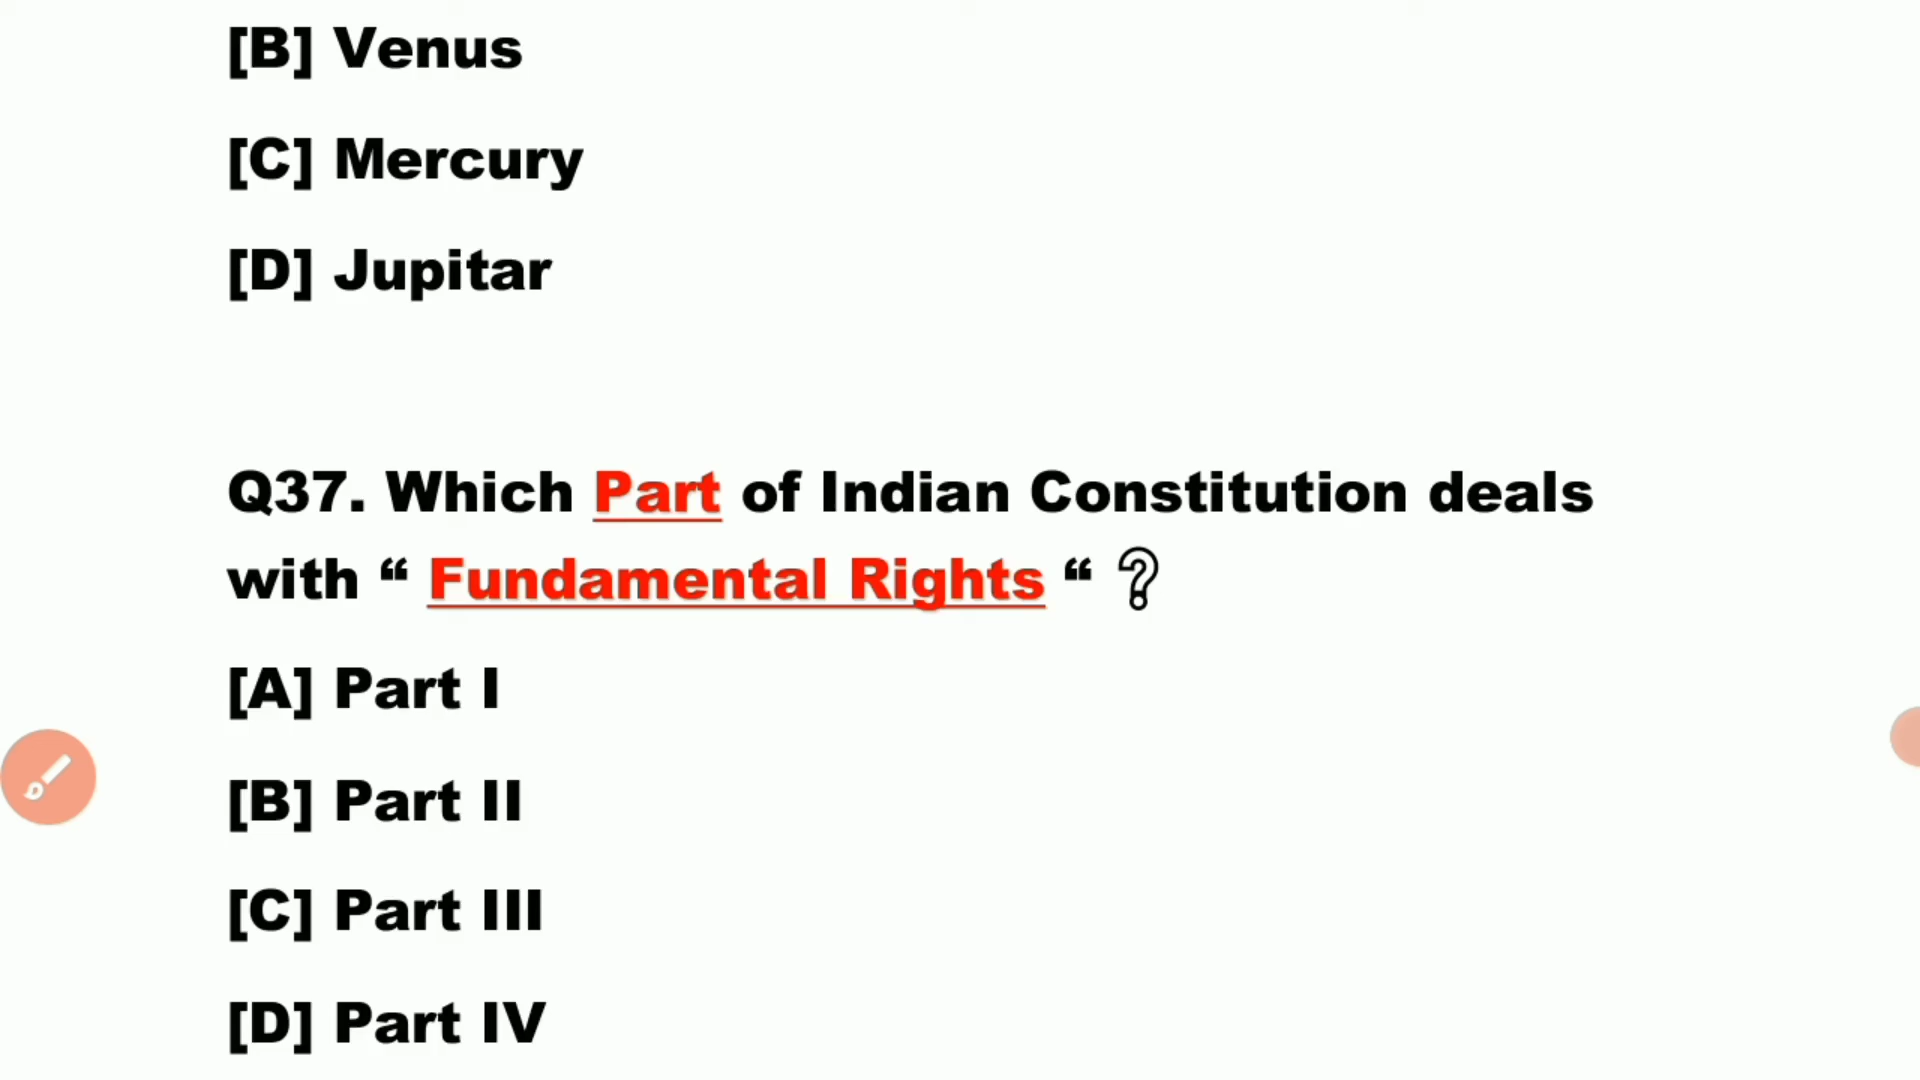 [B] Venus
[C] Mercury
[D] Jupitar
Q37. Which Part of Indian Constitution deals
with “ Fundamental Rights “ ?
[A] Part I
[B] Part II
[C] Part III
[D] Part IV